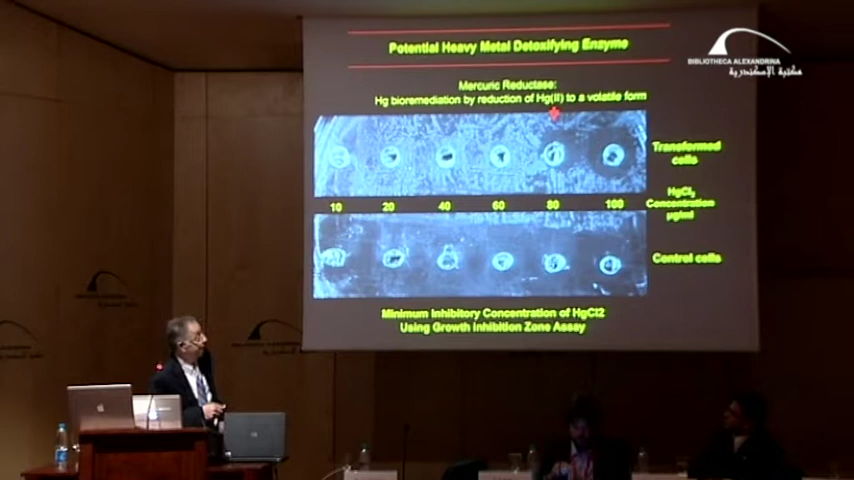 Potential Heavy Metal Detoxifying Enzyme
BIBLIOTHECA ALEXANDRINA
مكتبة الإسكندرية
Mercuric Reductase:
Hg bioremediation by reduction of Hg(II) to a volatile form
Transformed
cells
HgCl2
10 20 40 60 80 100 Concentration
µg/ml
Control cells
Minimum Inhibitory Concentration of HgCl2
Using Growth Inhibition Zone Assay